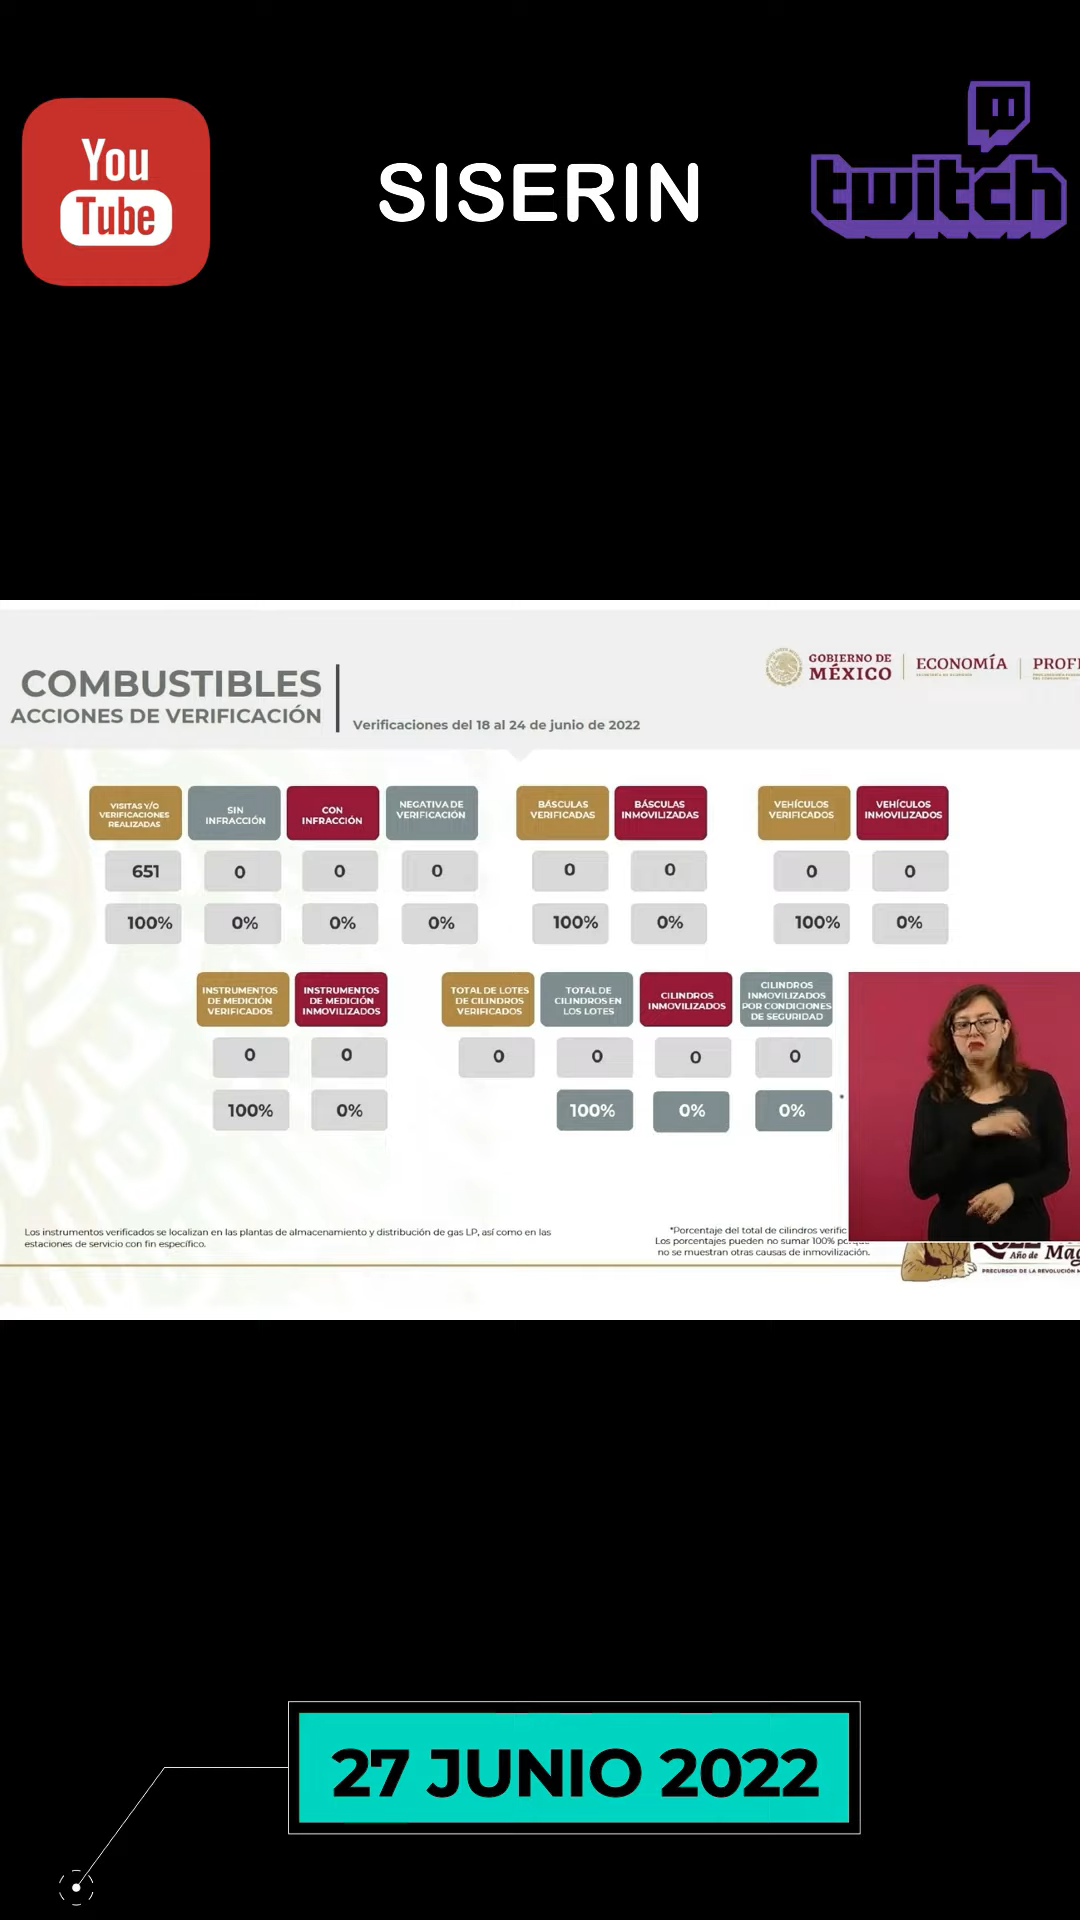 You
Tube
SISERIN
twitch
COMBUSTIBLES
ACCIONES DE VERIFICACIÓN
Verificaciones del 18 al 24 de junio de 2022
GOBIERNO DE
MÉXICO
ECONOMÍA
VISITAS Y/O
VERIFICACIONES
REALIZADAS
SIN
INFRACCIÓN
CON
INFRACCIÓN
NEGATIVA DE
VERIFICACIÓN
BÁSCULAS
VERIFICADAS
BÁSCULAS
INMOVILIZADAS
VEHÍCULOS
VERIFICADOS
VEHÍCULOS
INMOVILIZADOS
651 0 0 0 0 0 0 0
100% 0% 0% 0% 100% 0% 100% 0%
INSTRUMENTOS
DE MEDICIÓN
VERIFICADOS
INSTRUMENTOS
DE MEDICIÓN
INMOVILIZADOS
TOTAL DE LOTES
DE CILINDROS
VERIFICADOS
TOTAL DE
CILINDROS EN
LOS LOTES
CILINDROS
INMOVILIZADOS
CILINDROS
INMOVILIZADOS
POR CONDICIONES
DE SEGURIDAD
0 0 0 0 0 0
100% 0% 100% 0% 0% *
Los instrumentos verificados se localizan en las plantas de almacenamiento y distribución de gas LP, así como en las
estaciones de servicio con fin específico.
*Porcentaje del total de cilindros verific
Los porcentajes pueden no sumar 100% porque
no se muestran otras causas de inmovilización.
Año de Mag
PRECURSOR DE LA REVOLUCIÓN M
27 JUNIO 2022